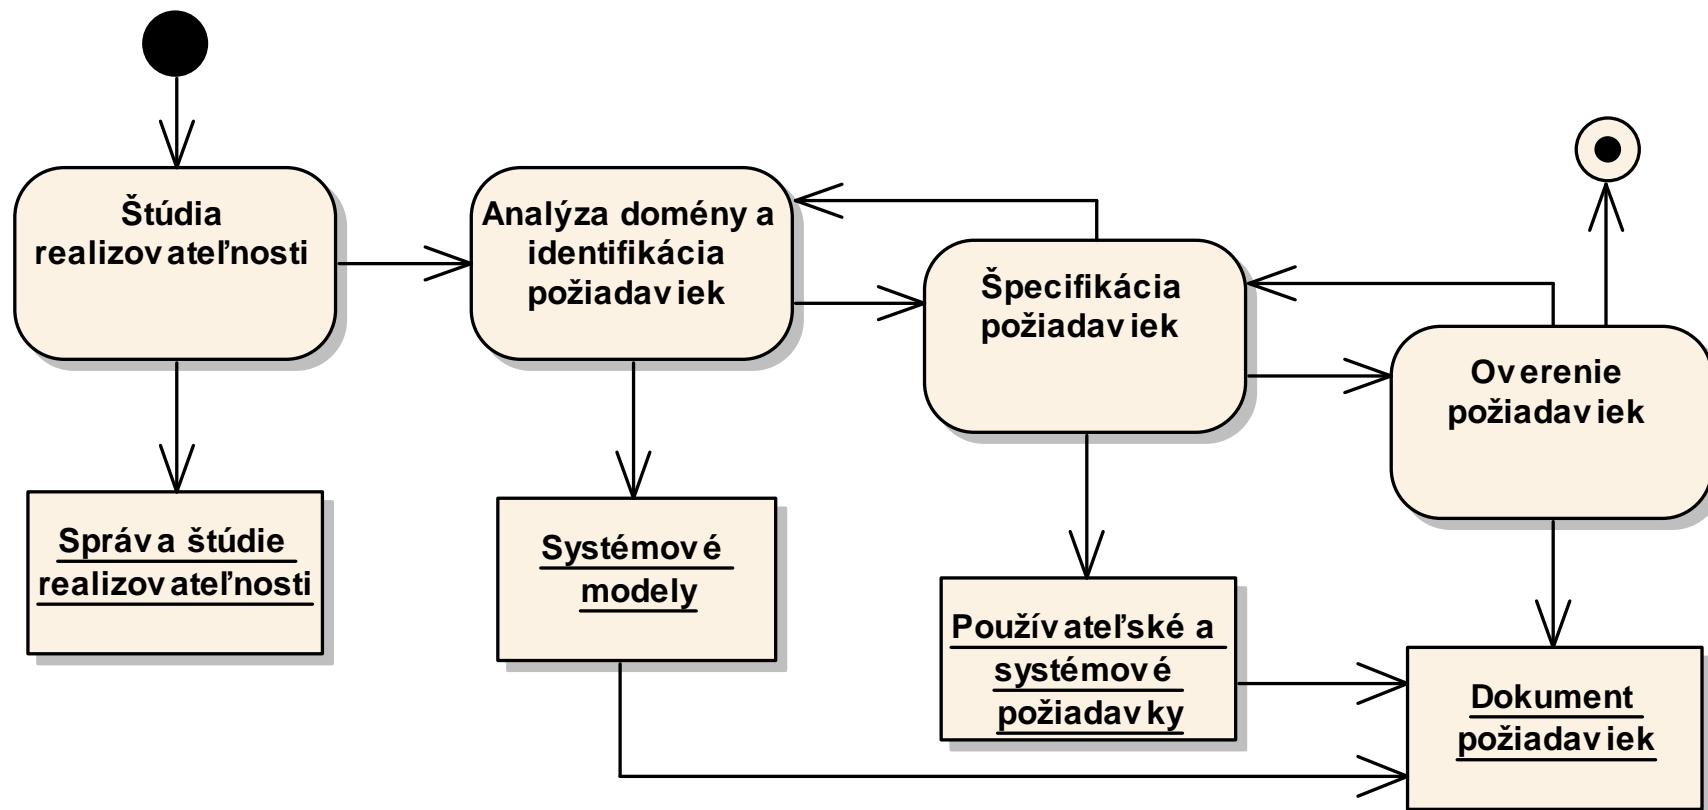 Štúdia
realizovateľnosti
Analýza domény a
identifikácia
požiadaviek
Špecifikácia
požiadaviek
Overenie
požiadaviek
Správa štúdie
realizovateľnosti
Systémové
modely
Používateľské a
systémové
požiadavky
Dokument
požiadaviek